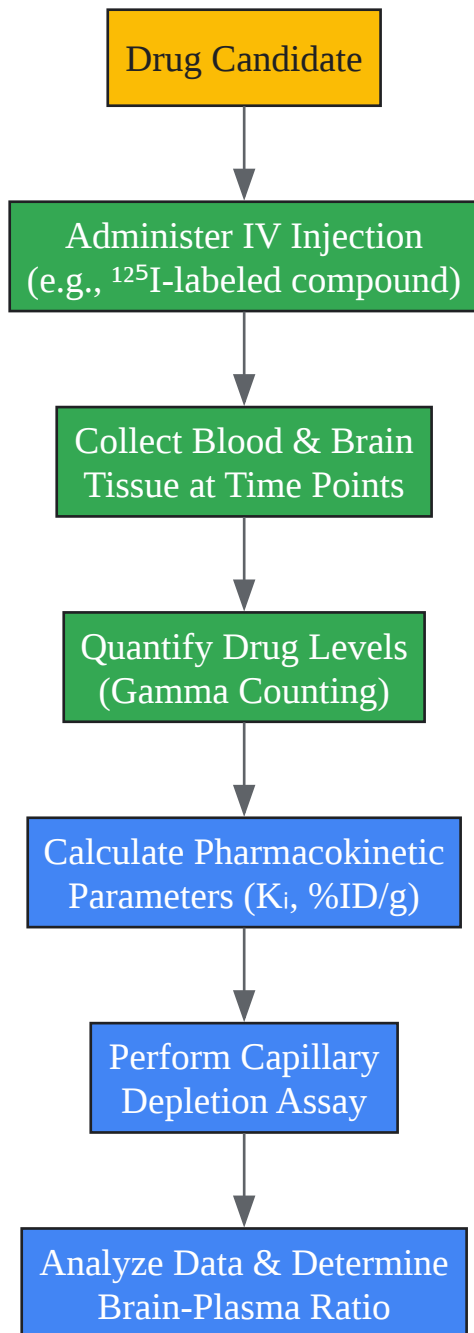 Drug Candidate
Administer IV Injection
(e.g., ¹²⁵I-labeled compound)
Collect Blood & Brain
Tissue at Time Points
Quantify Drug Levels
(Gamma Counting)
Calculate Pharmacokinetic
Parameters (Kᵢ, %ID/g)
Perform Capillary
Depletion Assay
Analyze Data & Determine
Brain-Plasma Ratio